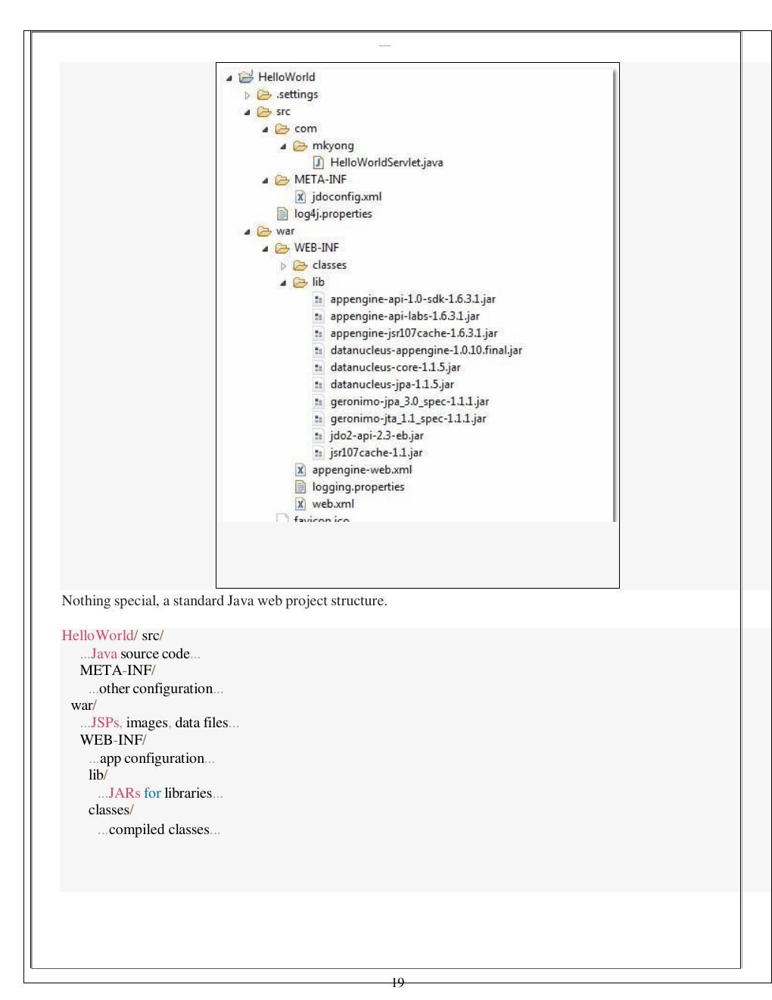 HelloWorld
.settings
src
com
mkyong
HelloWorldServlet.java
META-INF
jdoconfig.xml
log4j.properties
war
WEB-INF
classes
lib
appengine-api-1.0-sdk-1.6.3.1.jar
appengine-api-labs-1.6.3.1.jar
appengine-jsr107cache-1.6.3.1.jar
datanucleus-appengine-1.0.10.final.jar
datanucleus-core-1.1.5.jar
datanucleus-jpa-1.1.5.jar
geronimo-jpa_3.0_spec-1.1.1.jar
geronimo-jta_1.1_spec-1.1.1.jar
jdo2-api-2.3-eb.jar
jsr107cache-1.1.jar
appengine-web.xml
logging.properties
web.xml
favicon.ico
Nothing special, a standard Java web project structure.
HelloWorld/ src/
...Java source code...
META-INF/
...other configuration...
war/
...JSPs, images, data files...
WEB-INF/
...app configuration...
lib/
...JARs for libraries...
classes/
...compiled classes...
19